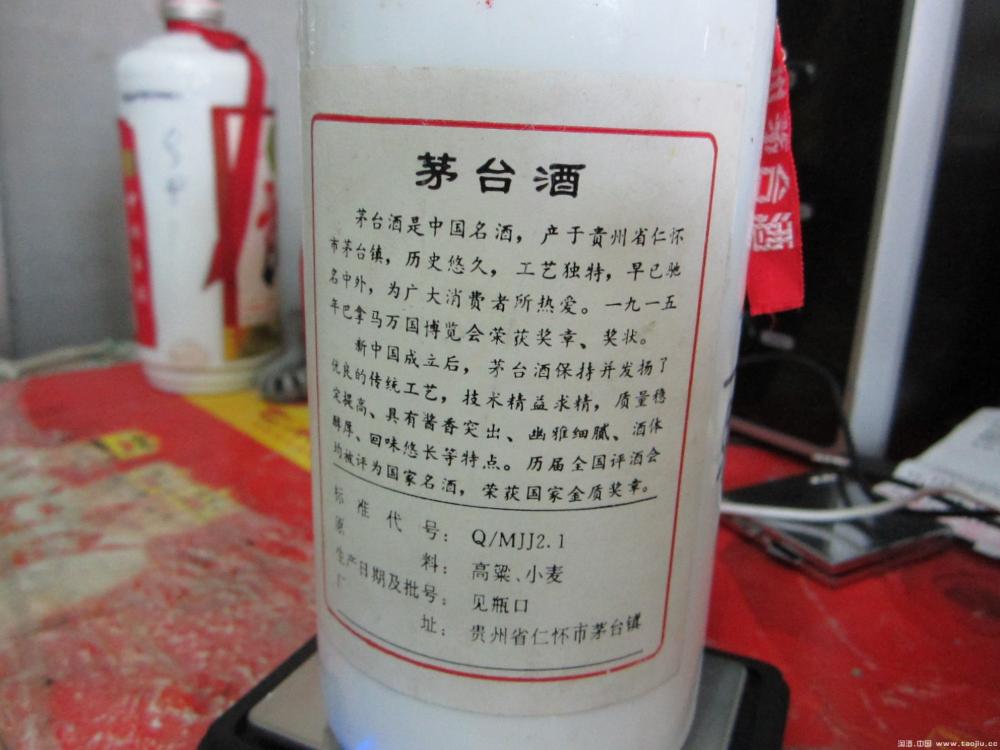 茅台酒
茅台酒是中国名酒，产于贵州省仁怀
市茅台镇，历史悠久，工艺独特，早已驰
名中外，为广大消费者所热爱。一九一五
年巴拿马万国博览会荣获奖章、奖状。
新中国成立后，茅台酒保持并发扬了
优良的传统工艺，技术精益求精，质量稳
定提高、具有酱香突出、幽雅细腻、酒体
醇厚、回味悠长等特点。历届全国评酒会
均被评为国家名酒，荣获国家金质奖章。
标准代号：Q/MJJ2.1
原料：高粱、小麦
生产日期及批号：见瓶口
厂址：贵州省仁怀市茅台镇
淘酒.中国 www.taojiu.cc